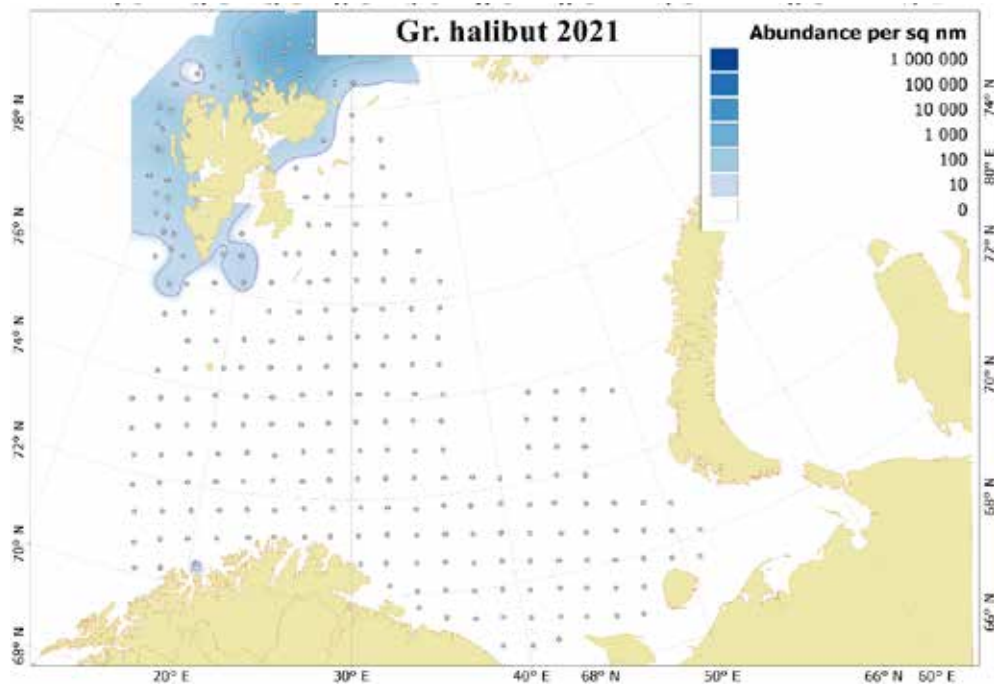 Gr. halibut 2021
Abundance per sq nm
1 000 000
100 000
10 000
1 000
100
10
0
78° N
76° N
74° N
72° N
70° N
68° N
74° N
80° E
72° N
70° N
68° N
66° N
20° E
30° E
40° E
68° N
50° E
66° N
60° E